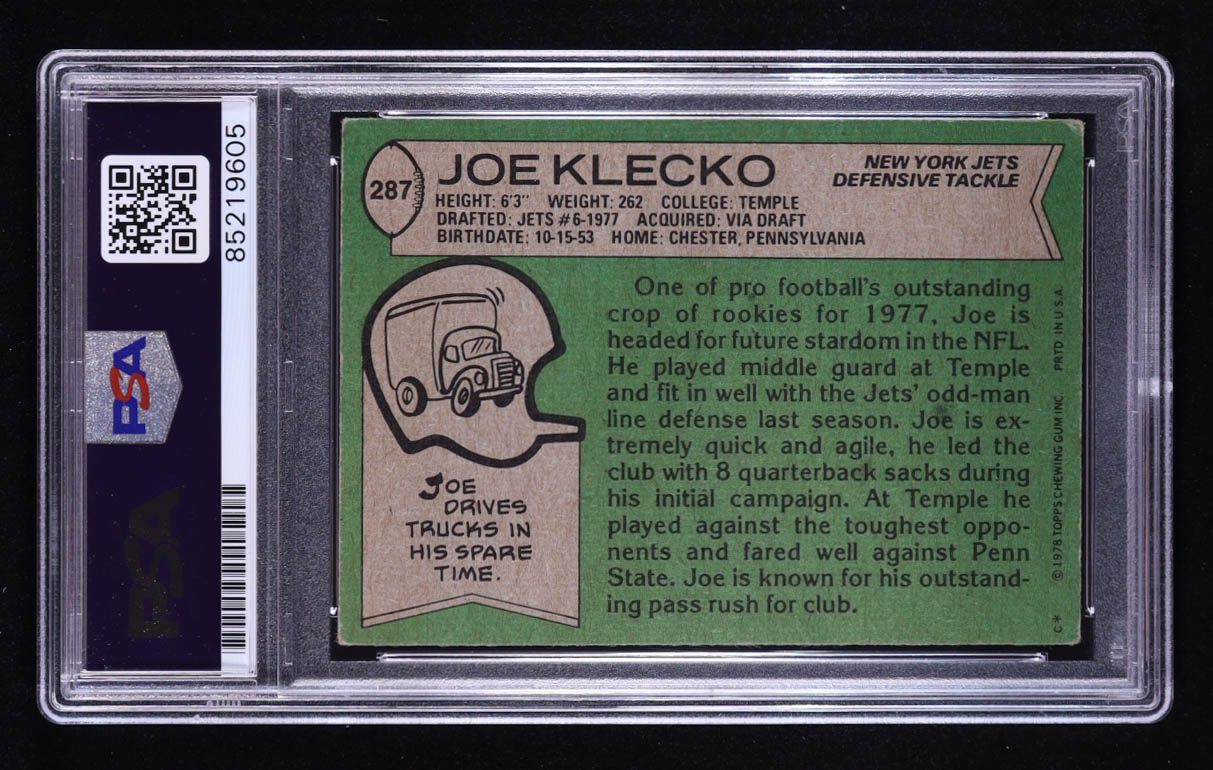 85219605
PSA
PSA
287
JOE KLECKO
NEW YORK JETS
DEFENSIVE TACKLE
HEIGHT: 6'3" WEIGHT: 262 COLLEGE: TEMPLE
DRAFTED: JETS #6-1977 ACQUIRED: VIA DRAFT
BIRTHDATE: 10-15-53 HOME: CHESTER, PENNSYLVANIA
JOE
DRIVES
TRUCKS IN
HIS SPARE
TIME.
One of pro football's outstanding
crop of rookies for 1977, Joe is
headed for future stardom in the NFL.
He played middle guard at Temple
and fit in well with the Jets' odd-man
line defense last season. Joe is ex-
tremely quick and agile, he led the
club with 8 quarterback sacks during
his initial campaign. At Temple he
played against the toughest oppo-
nents and fared well against Penn
State. Joe is known for his outstand-
ing pass rush for club.
C* © 1978 TOPPS CHEWING GUM INC. PRTD IN U.S.A.